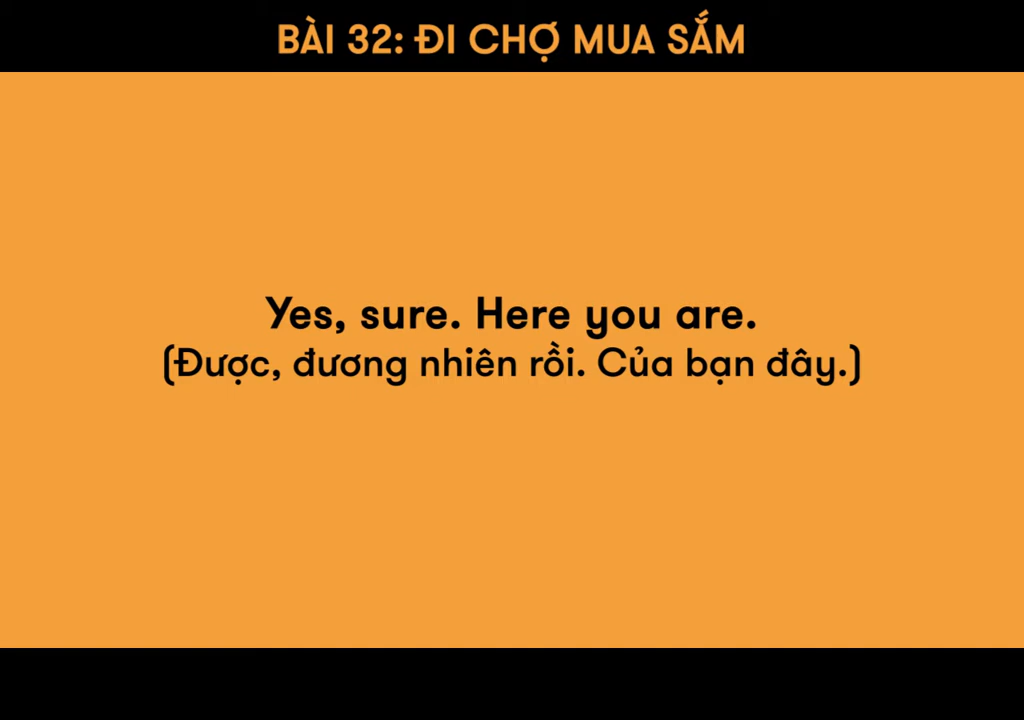 BÀI 32: ĐI CHỢ MUA SẮM
Yes, sure. Here you are.
(Được, đương nhiên rồi. Của bạn đây.)